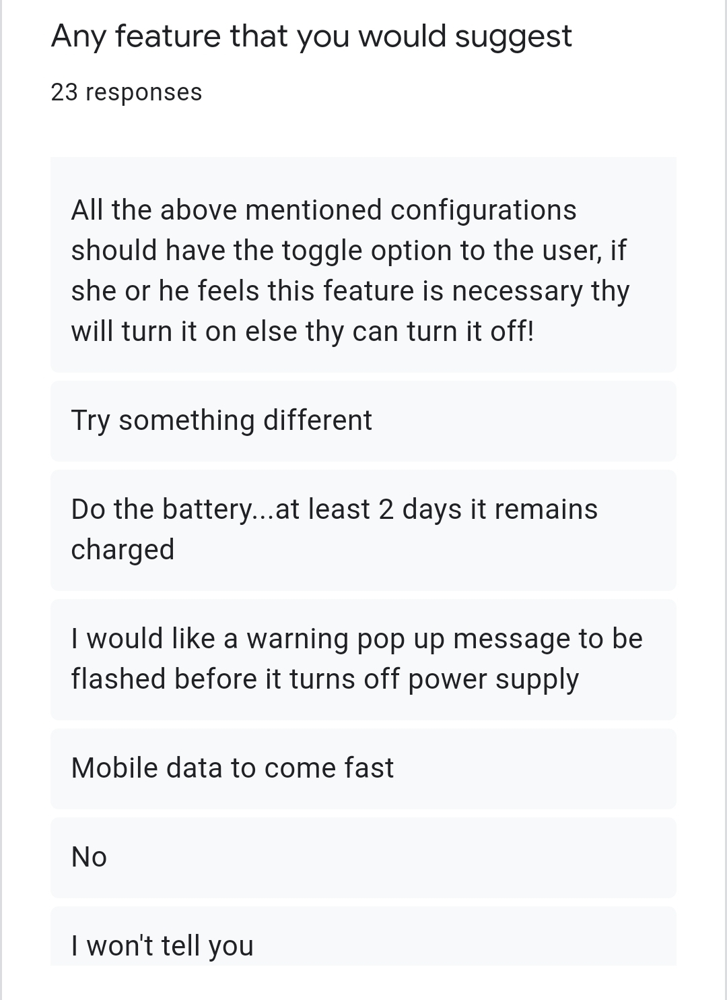 Any feature that you would suggest
23 responses
All the above mentioned configurations
should have the toggle option to the user, if
she or he feels this feature is necessary thy
will turn it on else thy can turn it off!
Try something different
Do the battery...at least 2 days it remains
charged
I would like a warning pop up message to be
flashed before it turns off power supply
Mobile data to come fast
No
I won't tell you